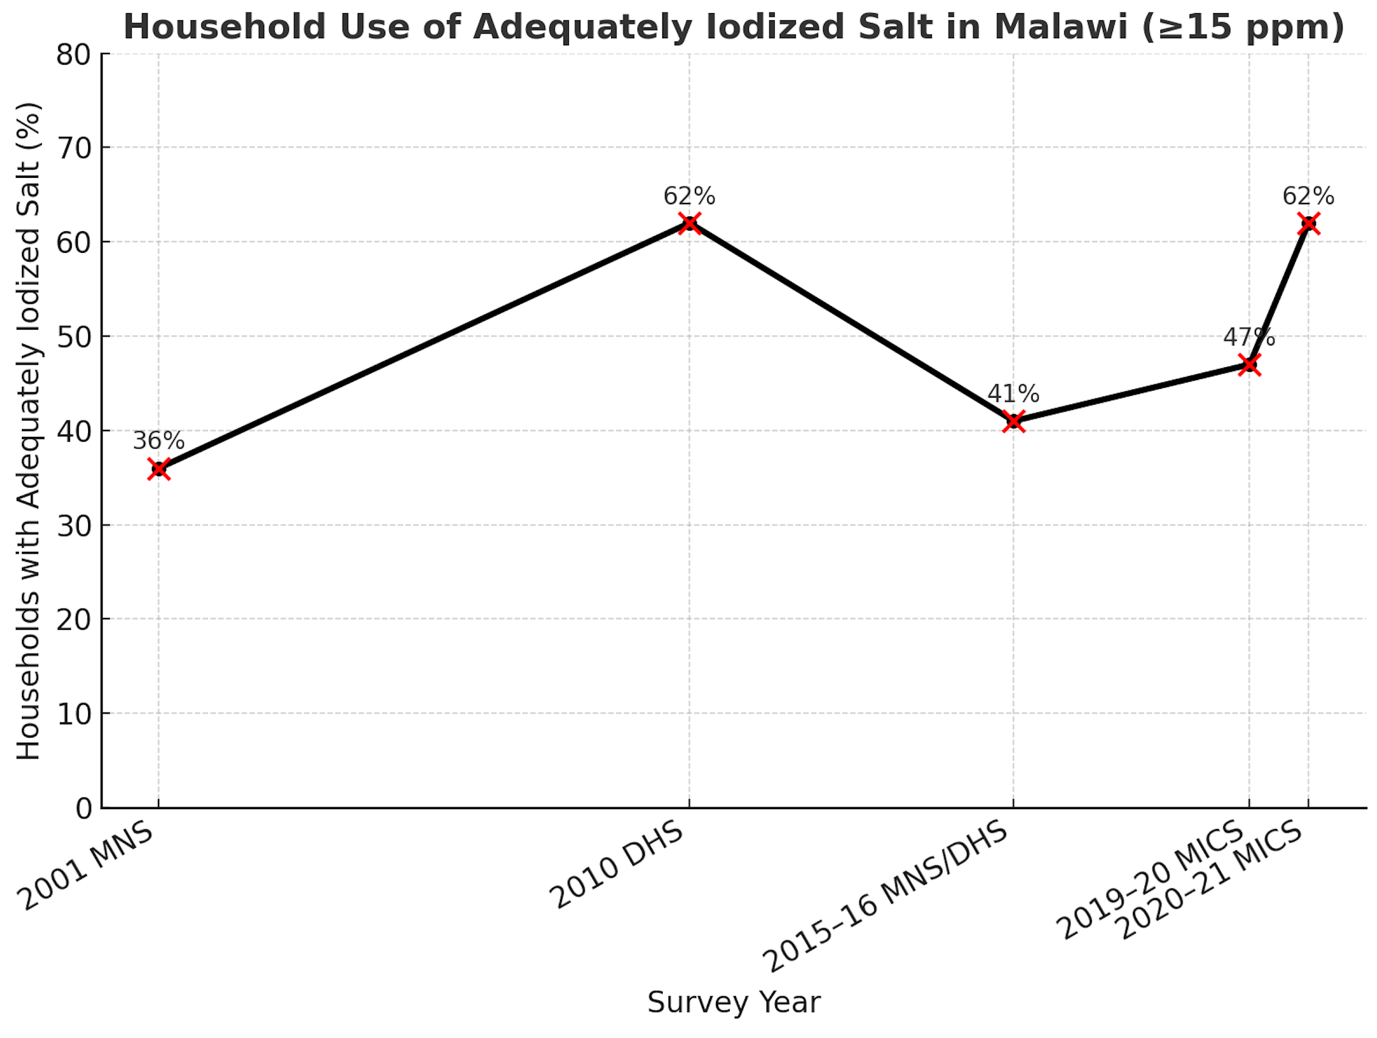 Household Use of Adequately Iodized Salt in Malawi (≥15 ppm)
Households with Adequately Iodized Salt (%)
80
70
60
50
40
30
20
10
0
36%
62%
41%
47%
62%
2001 MNS
2010 DHS
2015–16 MNS/DHS
2019–20 MICS
2020–21 MICS
Survey Year